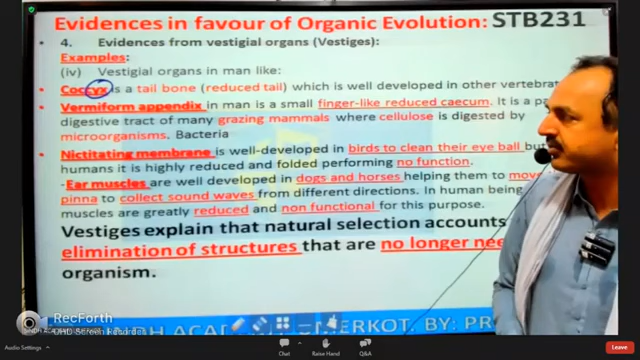 Evidences in favour of Organic Evolution: STB231
• 4. Evidences from vestigial organs (Vestiges):
Examples:
(iv) Vestigial organs in man like:
• Coccyx is a tail bone (reduced tail) which is well developed in other vertebrat
• Vermiform appendix in man is a small finger-like reduced caecum. It is a pa
digestive tract of many grazing mammals where cellulose is digested by
microorganisms. Bacteria
• Nictitating membrane is well-developed in birds to clean their eye ball but
humans it is highly reduced and folded performing no function.
• Ear muscles are well developed in dogs and horses helping them to move
pinna to collect sound waves from different directions. In human being
muscles are greatly reduced and non functional for this purpose.
Vestiges explain that natural selection accounts
elimination of structures that are no longer nee
organism.
RecForth
UHD Screen Recorder
MERKOT. BY: PR
Audio Settings
Chat
Raise Hand
Q&A
Leave